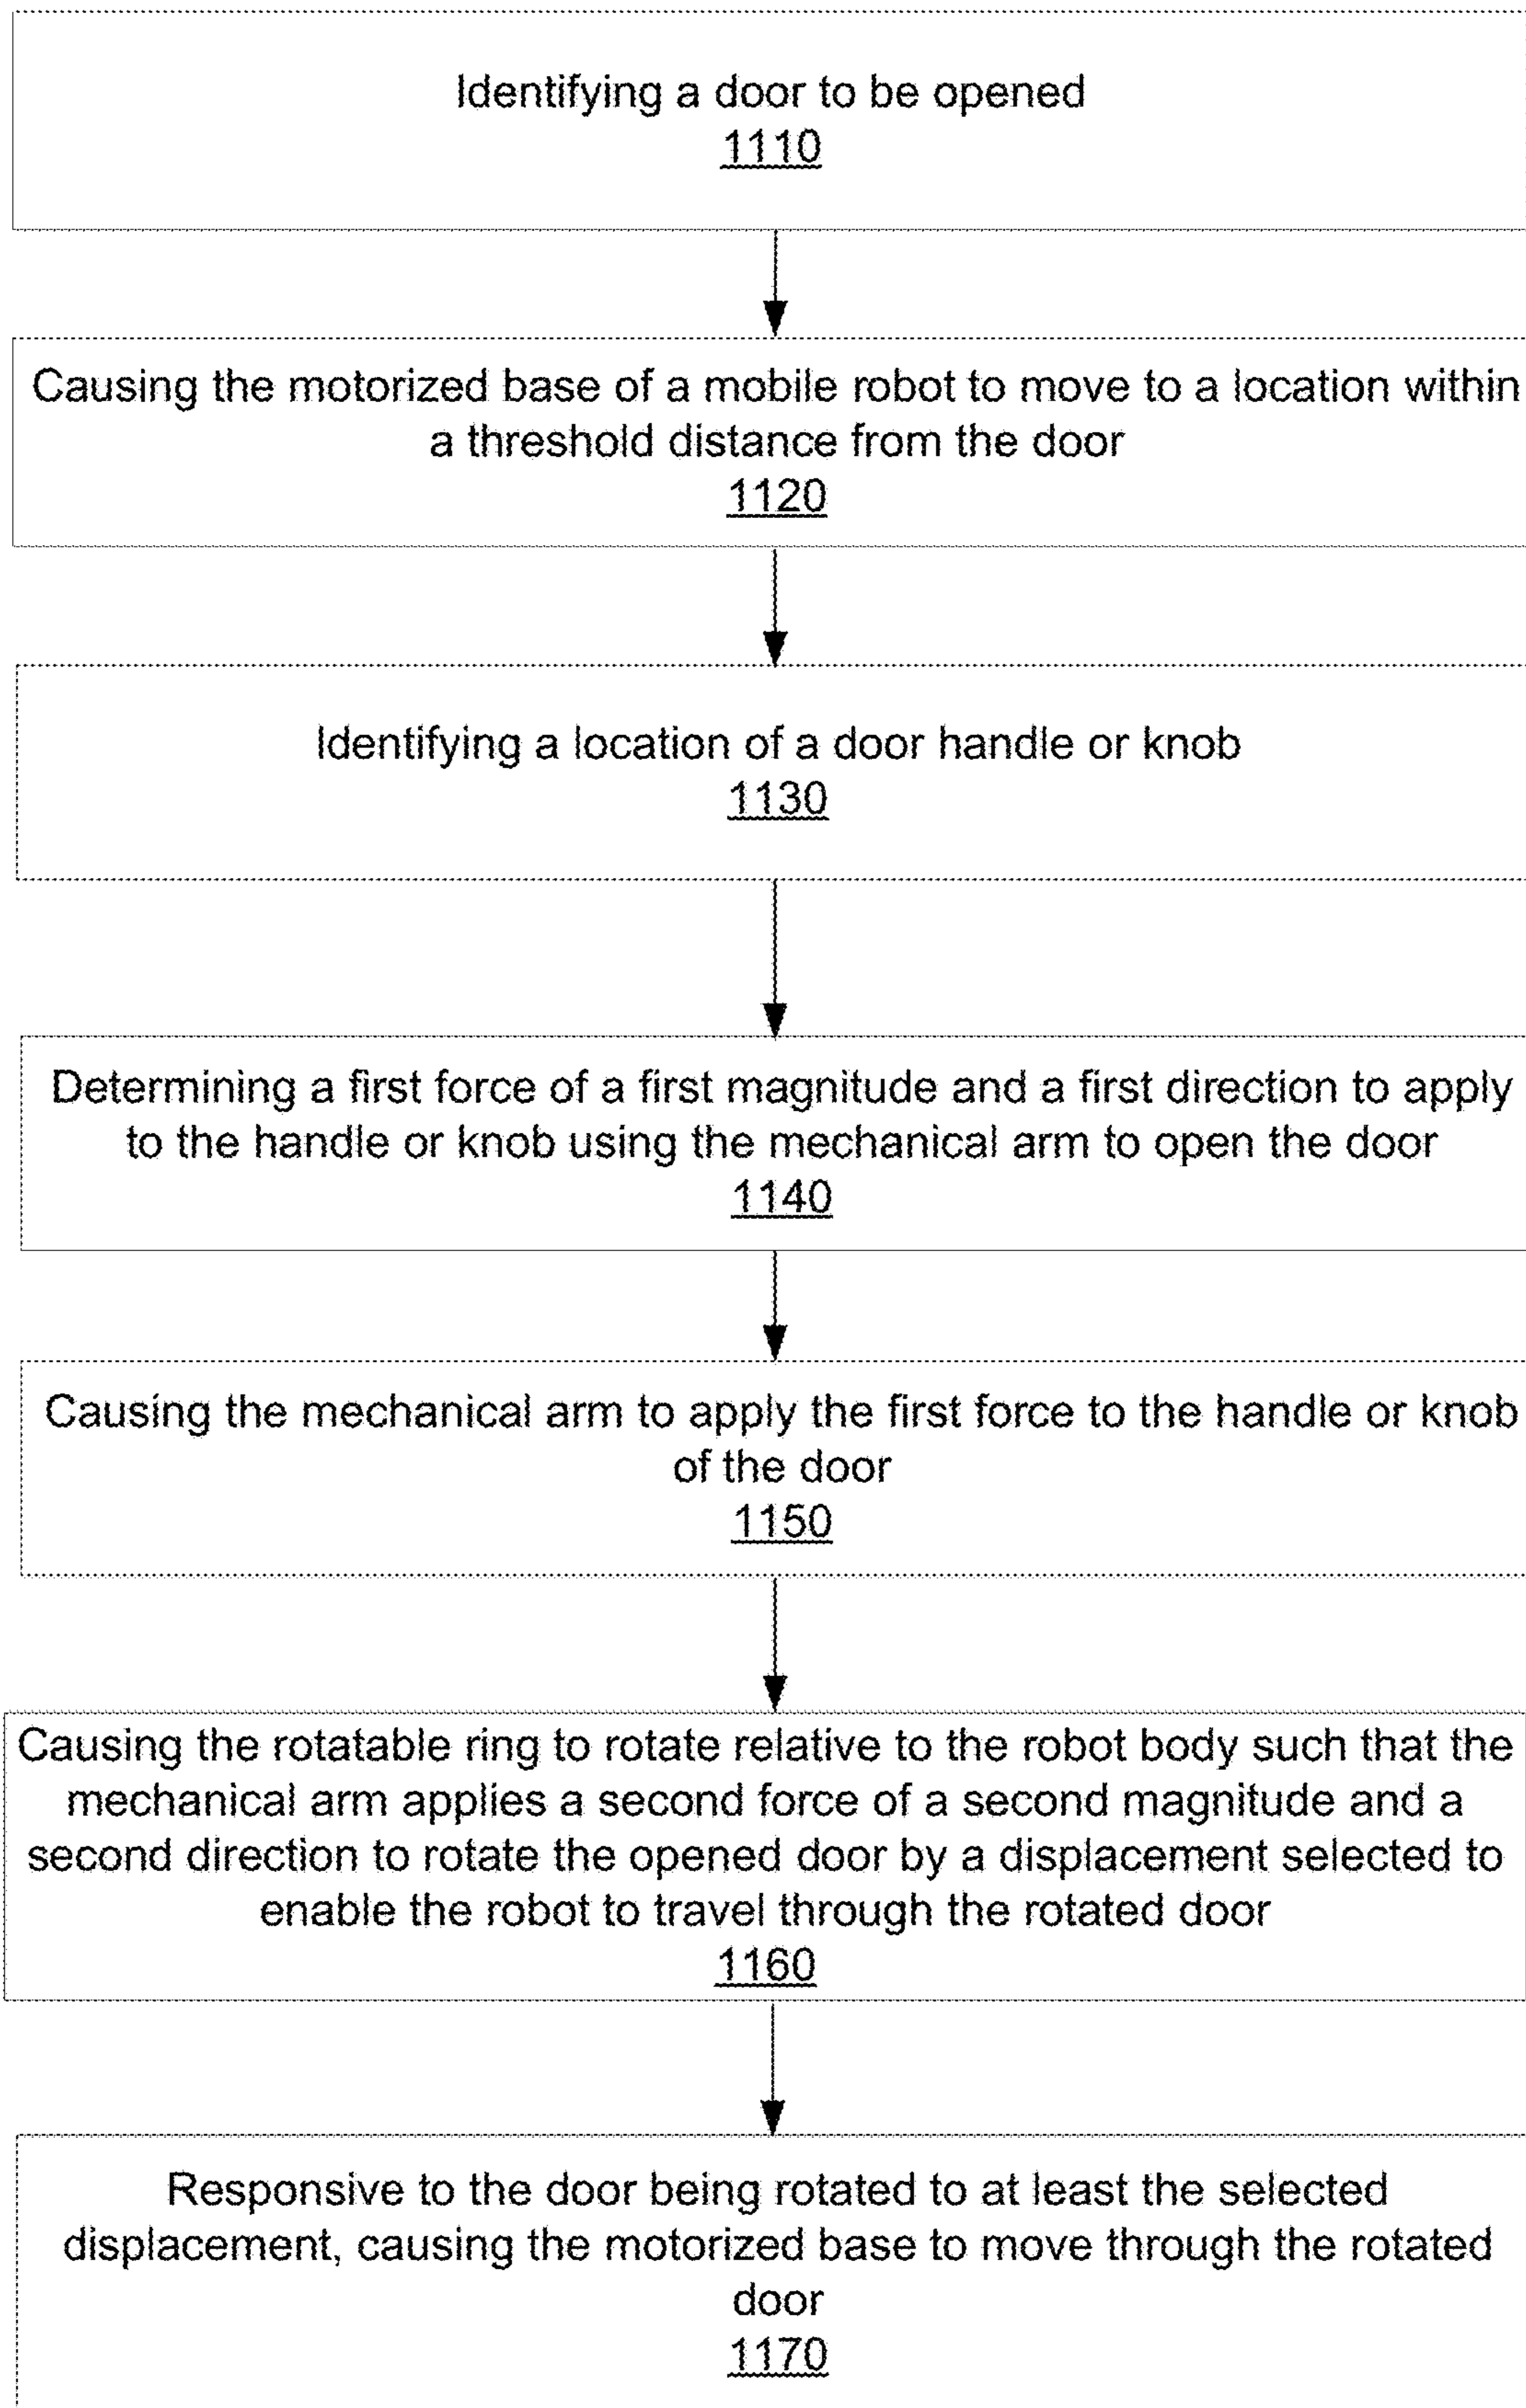 Identifying a door to be opened
1110
Causing the motorized base of a mobile robot to move to a location within
a threshold distance from the door
1120
Identifying a location of a door handle or knob
1130
Determining a first force of a first magnitude and a first direction to apply
to the handle or knob using the mechanical arm to open the door
1140
Causing the mechanical arm to apply the first force to the handle or knob
of the door
1150
Causing the rotatable ring to rotate relative to the robot body such that the
mechanical arm applies a second force of a second magnitude and a
second direction to rotate the opened door by a displacement selected to
enable the robot to travel through the rotated door
1160
Responsive to the door being rotated to at least the selected
displacement, causing the motorized base to move through the rotated
door
1170